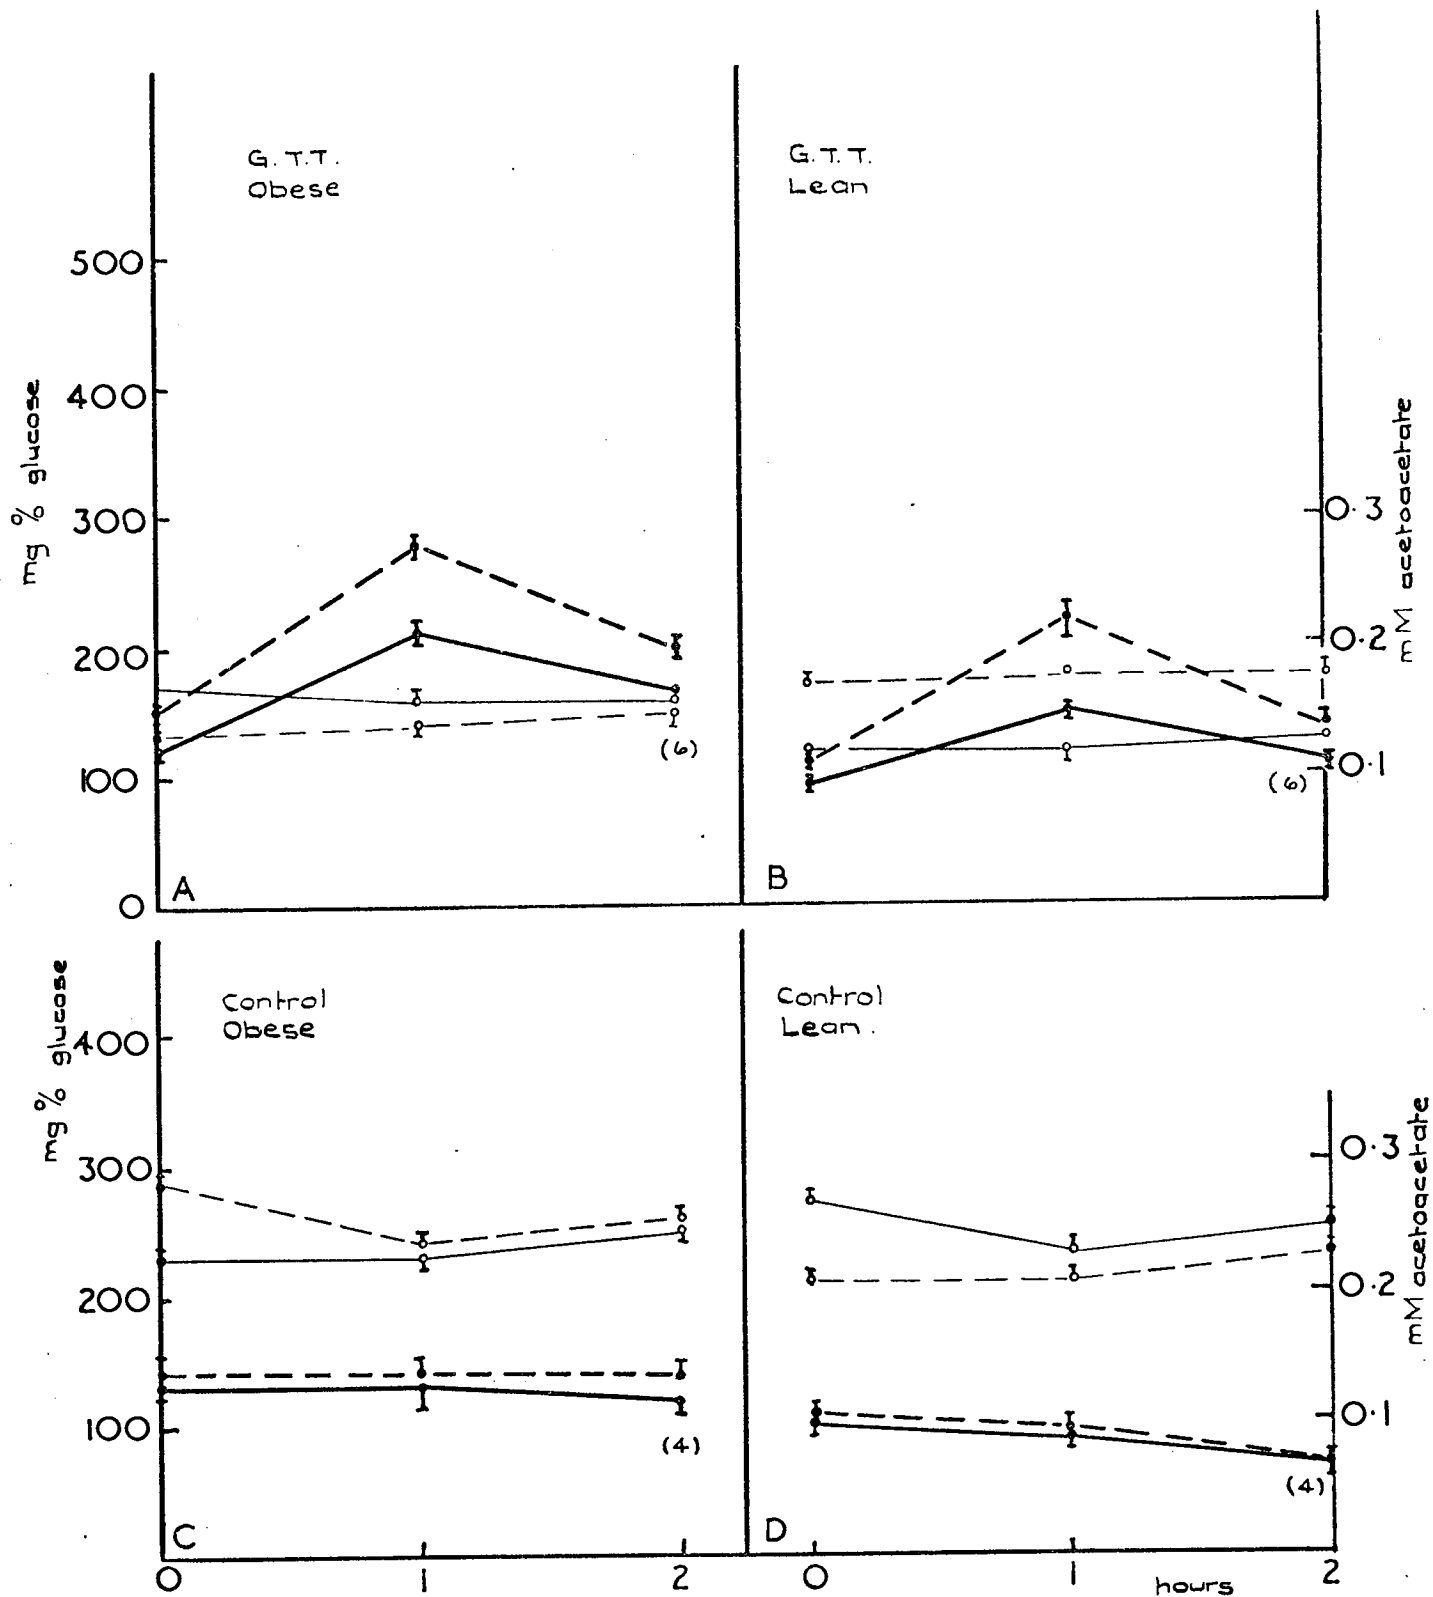 G. T. T.
Obese
G. T. T.
Lean
500
400
300
200
100
0
mg % glucose
0.3
0.2
0.1
mM acetoacetate
(6)
(6)
A
B
Control
Obese
Control
Lean.
400
300
200
100
mg % glucose
0.3
0.2
0.1
mM acetoacetate
(4)
(4)
C
D
0 1 2 0 1 hours 2